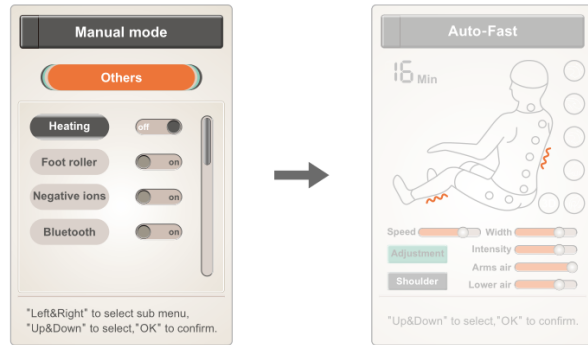 Manual mode
Others
Heating off
Foot roller on
Negative ions on
Bluetooth on
"Left&Right" to select sub menu,
"Up&Down" to select,"OK" to confirm.
Auto-Fast
16 Min
Speed Width
Adjustment Intensity
Arms air
Shoulder Lower air
"Up&Down" to select,"OK" to confirm.